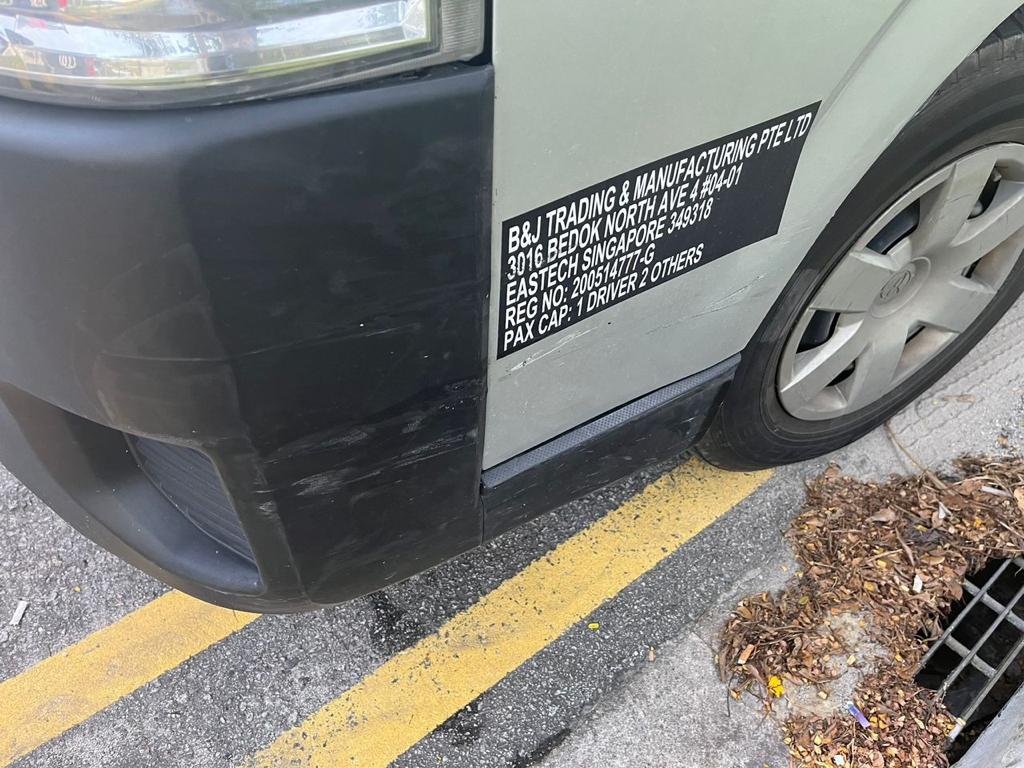 B&J TRADING & MANUFACTURING PTE LTD
3016 BEDOK NORTH AVE 4 #04-01
EASTECH SINGAPORE 349318
REG NO: 200514777-G
PAX CAP: 1 DRIVER 2 OTHERS